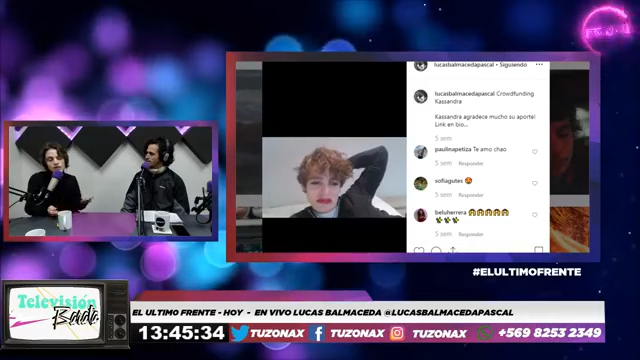 lucasbalmacedapascal • Siguiendo
lucasbalmacedapascal Crowdfunding
Kassandra
Kassandra agradece mucho su aporte!
Link en bio...
5 sem
paulinapetiza Te amo chao
5 sem Responder
sofiagutes
5 sem Responder
beluherrera
5 sem Responder
#ELULTIMOFRENTE
Televisión
Barata
EL ULTIMO FRENTE - HOY - EN VIVO LUCAS BALMACEDA @LUCASBALMACEDAPASCAL
13:45:34 TUZONAX TUZONAX TUZONAX +569 8253 2349